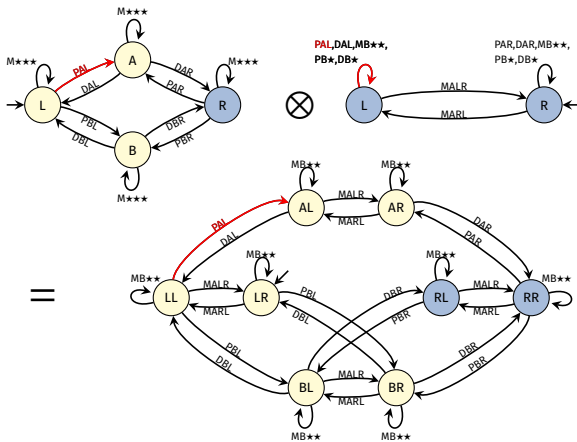 M★★★
PAL,DAL,MB★★,
PB★,DB★
PAR,DAR,MB★★,
PB★,DB★
M★★★
PAL
A
DAR
M★★★
DAL
PAR
L
R
⊗
L
MALR
R
MARL
PBL
DBR
DBL
PBR
B
M★★★
MB★★
MB★★
AL
MALR
AR
MARL
PAL
DAR
DAL
PAR
MB★★
MB★★
MB★★
MB★★
=
LL
MALR
LR
MARL
PBL
DBR
RL
MALR
RR
MARL
DBL
PBR
PBL
DBR
DBL
PBR
BL
MALR
BR
MARL
MB★★
MB★★